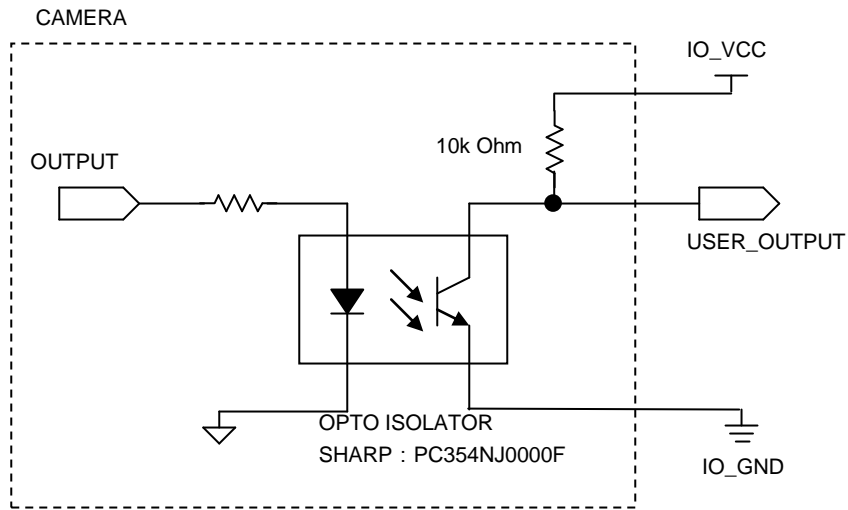 CAMERA
IO_VCC
10k Ohm
OUTPUT
USER_OUTPUT
OPTO ISOLATOR
SHARP : PC354NJ0000F
IO_GND